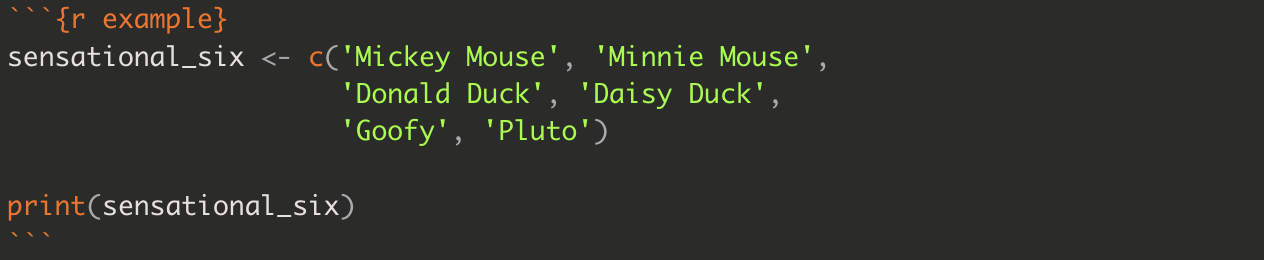 ```{r example}
sensational_six <- c('Mickey Mouse', 'Minnie Mouse',
                     'Donald Duck', 'Daisy Duck',
                     'Goofy', 'Pluto')

print(sensational_six)
```